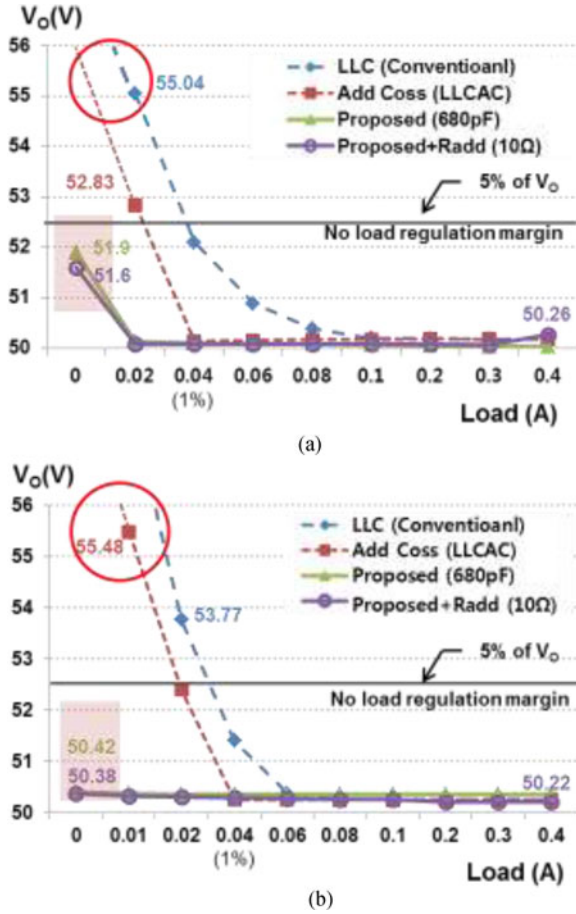 V₀(V)
56
55
54
53
52
51
50
55.04
52.83
51.9
51.6
50.26
LLC (Conventioanl)
Add Coss (LLCAC)
Proposed (680pF)
Proposed+Radd (10Ω)
5% of V₀
No load regulation margin
0 0.02 0.04 0.06 0.08 0.1 0.2 0.3 0.4
(1%)
Load (A)
(a)
V₀(V)
56
55
54
53
52
51
50
55.48
53.77
50.42
50.38
50.22
LLC (Conventioanl)
Add Coss (LLCAC)
Proposed (680pF)
Proposed+Radd (10Ω)
5% of V₀
No load regulation margin
0 0.01 0.02 0.04 0.06 0.08 0.1 0.2 0.3 0.4
(1%)
Load (A)
(b)